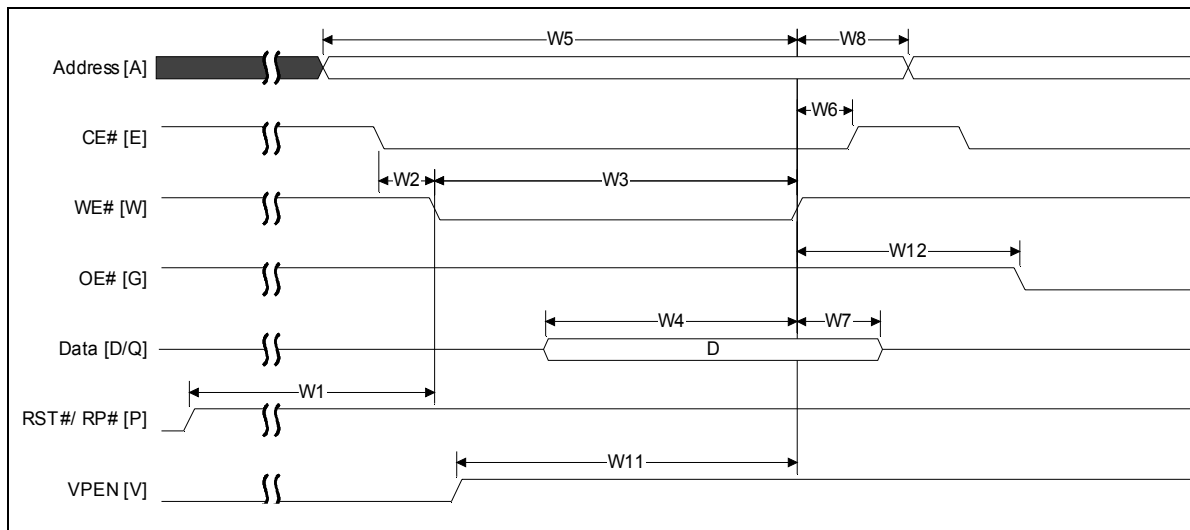 W5
W8
Address [A]
W6
CE# [E]
W2
W3
WE# [W]
W12
OE# [G]
W4
W7
Data [D/Q]
D
W1
RST#/ RP# [P]
W11
VPEN [V]